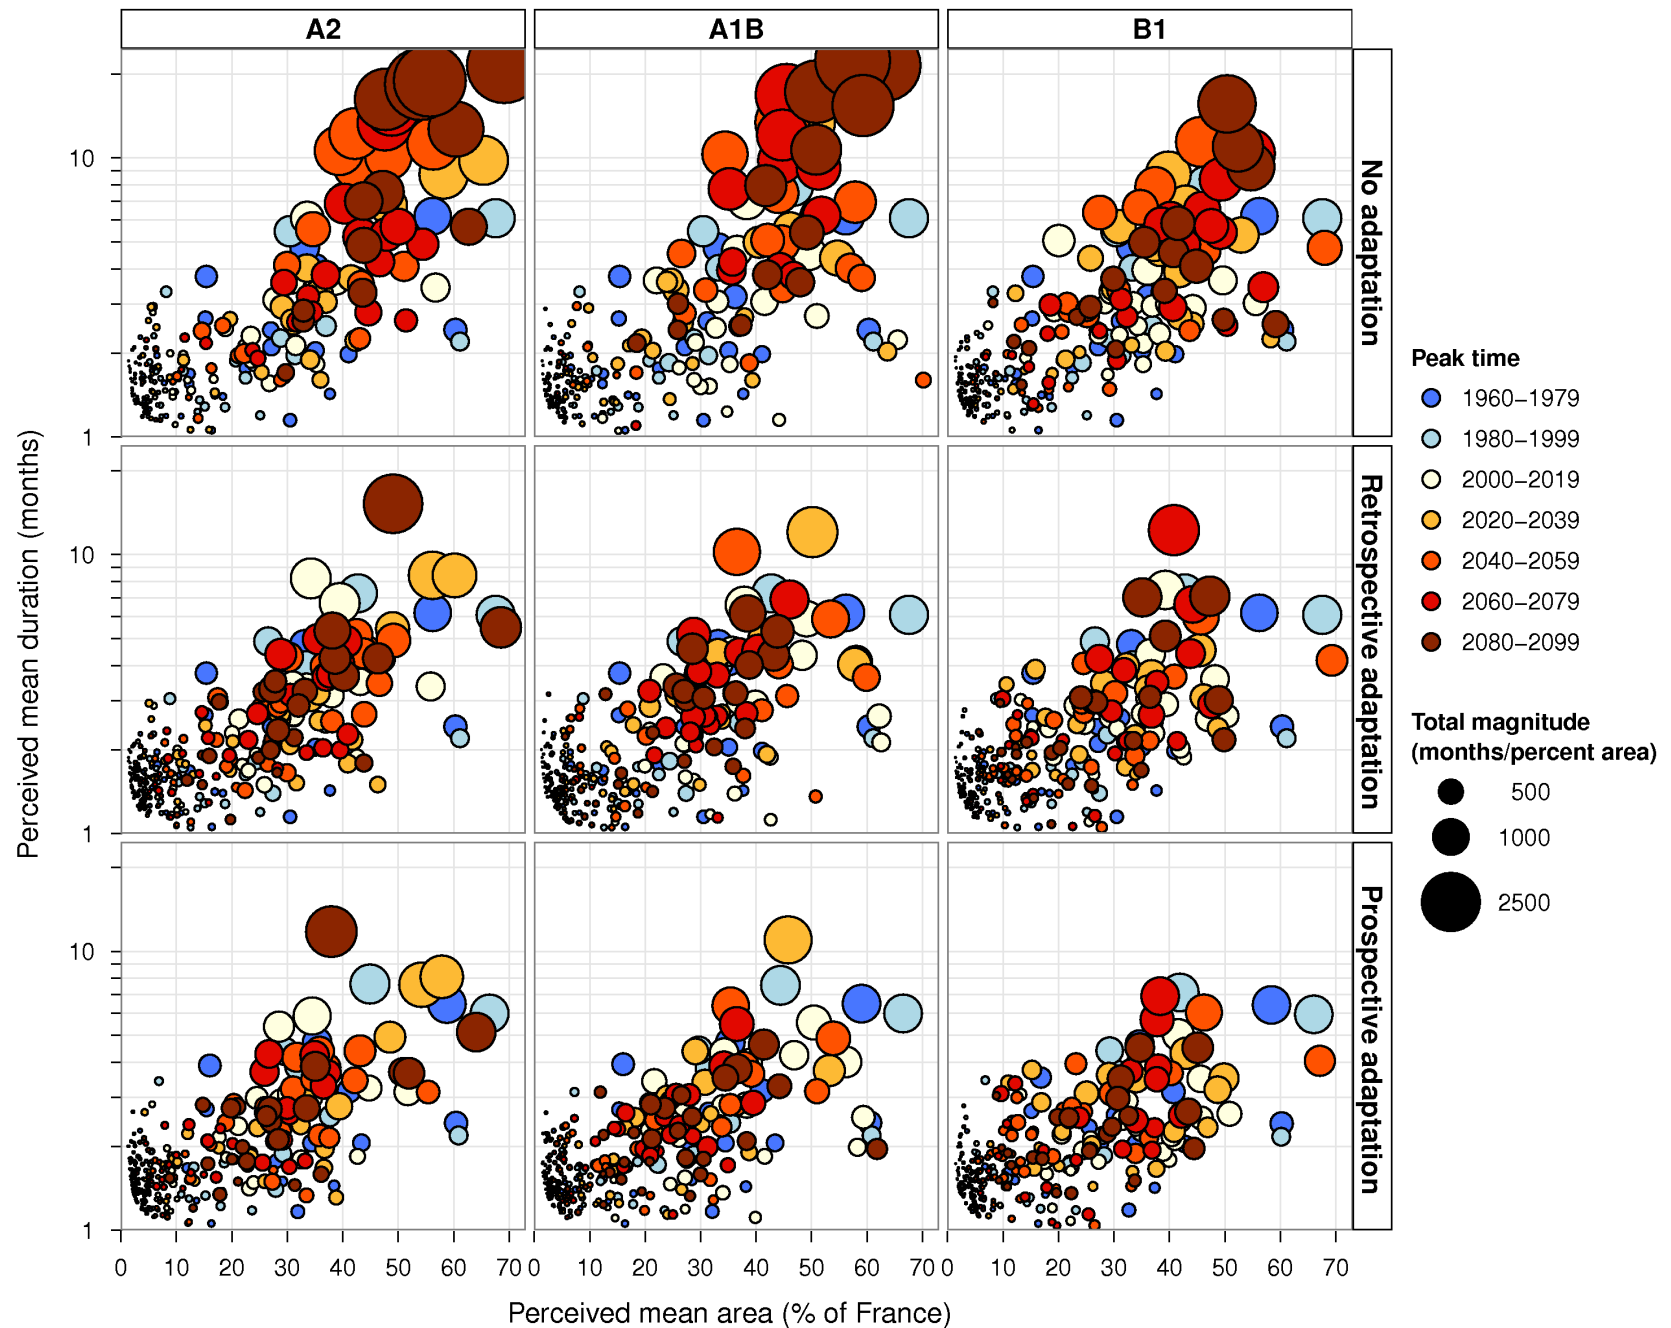 A2 A1B B1
10
1
No adaptation
10
1
Retrospective adaptation
10
1
Prospective adaptation
0 10 20 30 40 50 60 70 0 10 20 30 40 50 60 70 0 10 20 30 40 50 60 70
Perceived mean area (% of France)
Perceived mean duration (months)
Peak time
1960−1979
1980−1999
2000−2019
2020−2039
2040−2059
2060−2079
2080−2099
Total magnitude
(months/percent area)
500
1000
2500